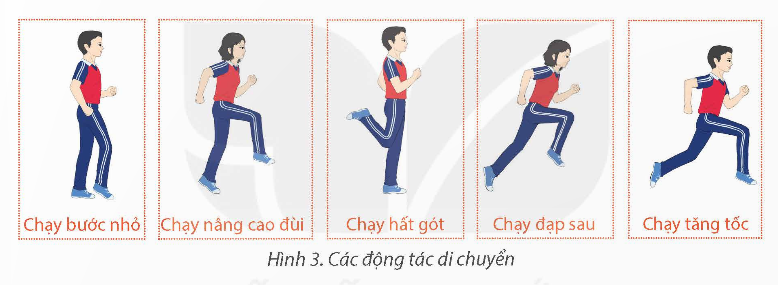 Chạy bước nhỏ
Chạy nâng cao đùi
Chạy hất gót
Chạy đạp sau
Chạy tăng tốc
Hình 3. Các động tác di chuyển